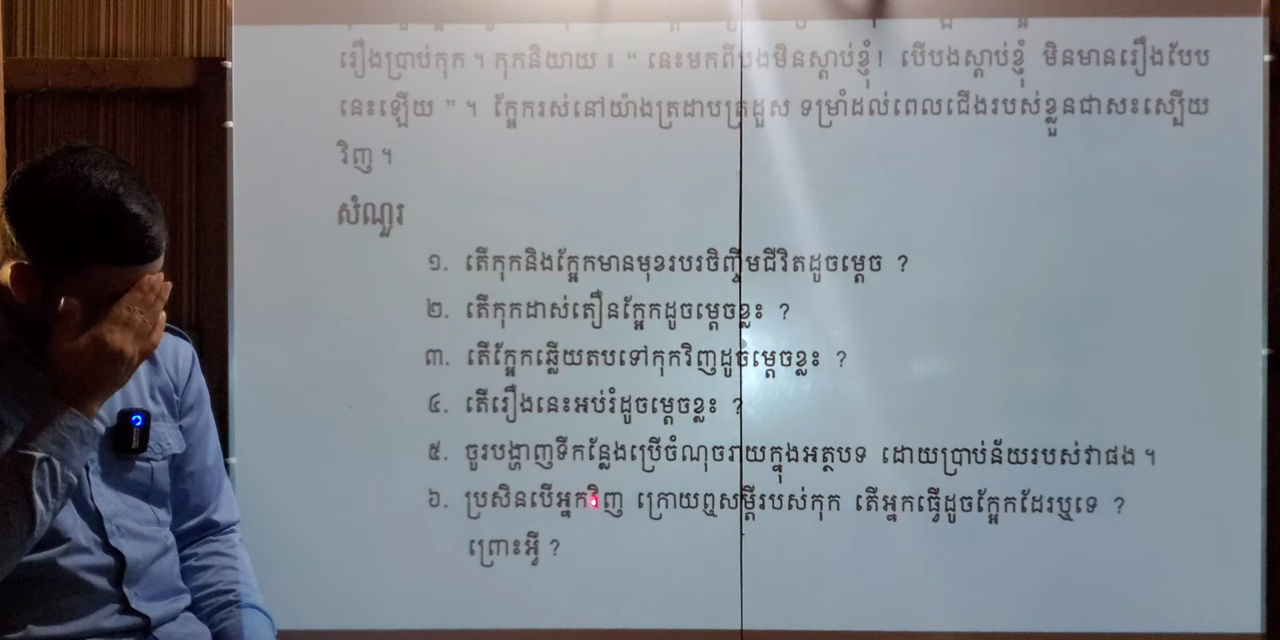 រឿងប្រាប់កុក ។ កុកនិយាយ ៖ “ នេះមកពីបងមិនស្តាប់ខ្ញុំ! បើបងស្តាប់ខ្ញុំ មិនមានរឿងបែប
នេះឡើយ ” ។ ក្អែករស់នៅយ៉ាងត្រដាបត្រដួស ទម្រាំដល់ពេលជើងរបស់ខ្លួនជាសះស្បើយ
វិញ ។
សំណួរ
១. តើកុកនិងក្អែកមានមុខរបរចិញ្ចឹមជីវិតដូចម្តេច ?
២. តើកុកដាស់តឿនក្អែកដូចម្តេចខ្លះ ?
៣. តើក្អែកឆ្លើយតបទៅកុកវិញដូចម្តេចខ្លះ ?
៤. តើរឿងនេះអប់រំដូចម្តេចខ្លះ ?
៥. ចូរបង្ហាញទីកន្លែងប្រើចំណុចរាយក្នុងអត្ថបទ ដោយប្រាប់ន័យរបស់វាផង ។
៦. ប្រសិនបើអ្នកវិញ ក្រោយឮសម្តីរបស់កុក តើអ្នកធ្វើដូចក្អែកដែរឬទេ ?
ព្រោះអ្វី ?